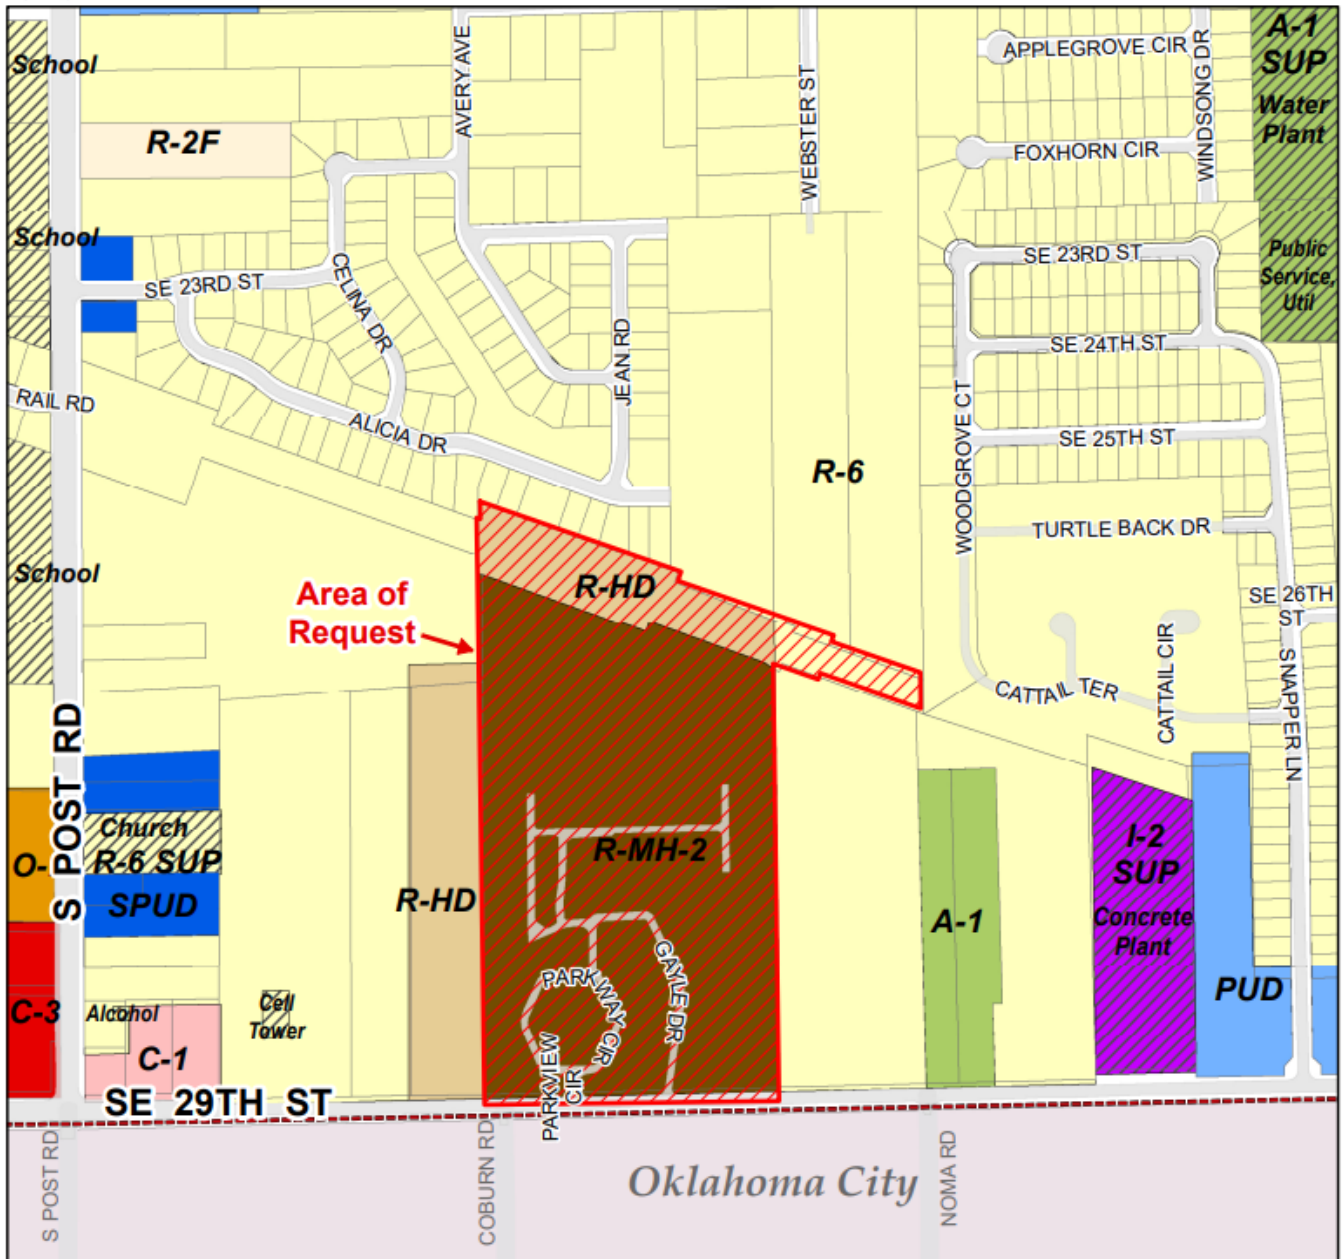 School
AVERY AVE
WEBSTER ST
APPLEGROVE CIR
WINDSONG DR
A-1
SUP
Water
Plant
R-2F
FOXHORN CIR
School
SE 23RD ST
CELINA DR
SE 23RD ST
Public
Service,
Util
JEAN RD
SE 24TH ST
RAIL RD
ALICIA DR
WOODGROVE CT
SE 25TH ST
R-6
TURTLE BACK DR
School
R-HD
Area of
Request
SE 26TH
ST
CATTAIL TER
CATTAIL CIR
SNAPPER LN
S POST RD
Church
R-6 SUP
O-
SPUD
R-MH-2
R-HD
I-2
SUP
Concrete
Plant
A-1
GAYLE DR
PARKWAY CIR
PUD
C-3
Alcohol
Cell
Tower
C-1
PARKVIEW
CIR
SE 29TH ST
S POST RD
COBURN RD
Oklahoma City
NOMA RD